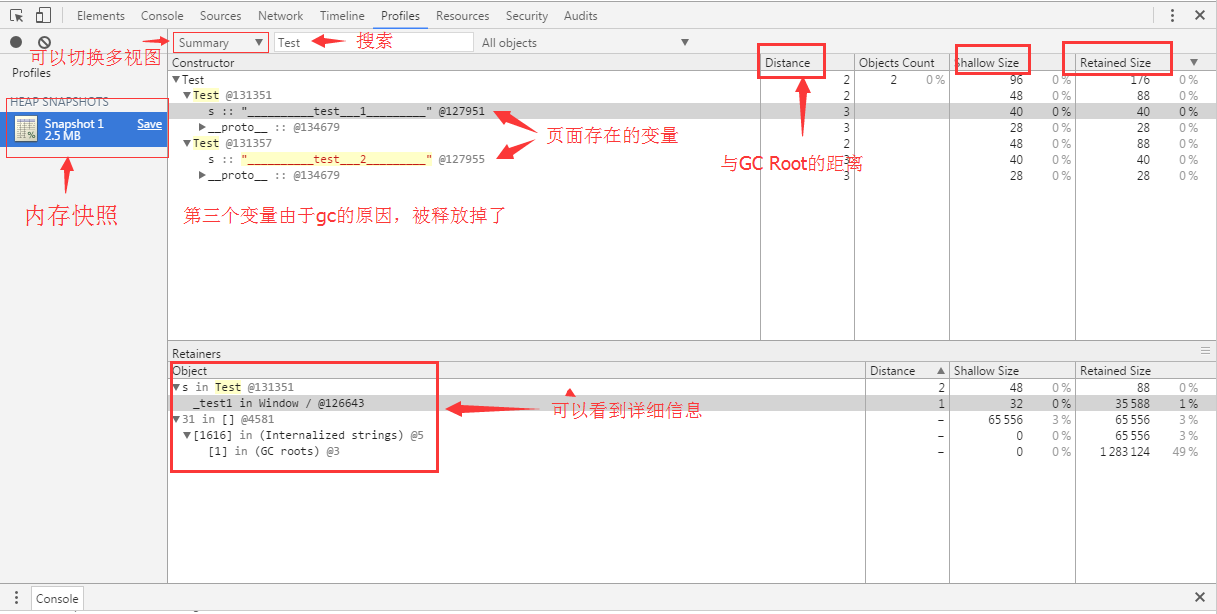 Elements Console Sources Network Timeline Profiles Resources Security Audits
可以切换多视图 Summary ▼ Test 搜索 All objects ▼
Profiles
HEAP SNAPSHOTS
Snapshot 1 Save
2.5 MB
内存快照
Constructor Distance Objects Count Shallow Size Retained Size ▼
▼Test 2 2 0 % 96 0 % 176 0 %
▼Test @131351 2 48 0 % 88 0 %
s :: "__________test___1_________" @127951 3 40 0 % 40 0 %
▶__proto__ :: @134679 3 28 0 % 28 0 %
▼Test @131357 2 48 0 % 88 0 %
s :: "__________test___2_________" @127955 3 40 0 % 40 0 %
▶__proto__ :: @134679 3 28 0 % 28 0 %
页面存在的变量
与GC Root的距离
第三个变量由于gc的原因，被释放掉了
Retainers
Object Distance ▲ Shallow Size Retained Size
▼s in Test @131351 2 48 0 % 88 0 %
_test1 in Window / @126643 1 32 0 % 35 588 1 %
▼31 in [] @4581 – 65 556 3 % 65 556 3 %
▼[1616] in (Internalized strings) @5 – 0 0 % 65 556 3 %
[1] in (GC roots) @3 – 0 0 % 1 283 124 49 %
可以看到详细信息
Console